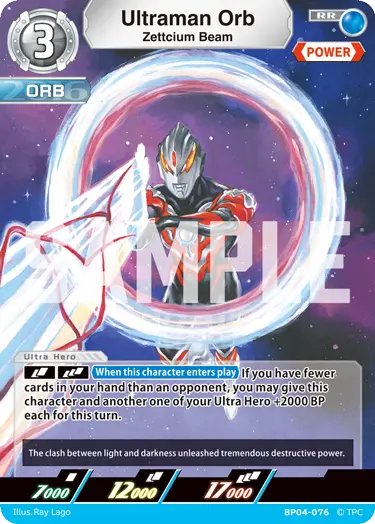 Ultraman Orb
RR
3
Zettcium Beam
POWER
ORB
SAMPLE
Ultra Hero
When this character enters play If you have fewer
cards in your hand than an opponent, you may give this
character and another one of your Ultra Hero +2000 BP
each for this turn.
The clash between light and darkness unleashed tremendous destructive power.
7000 12000 17000
Illus.Ray Lago BP04-076 © TPC